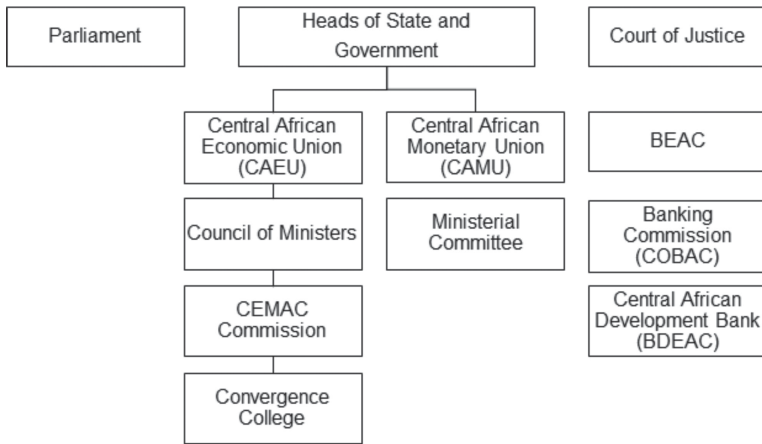 Parliament
Heads of State and
Government
Court of Justice
Central African
Economic Union
(CAEU)
Central African
Monetary Union
(CAMU)
BEAC
Council of Ministers
Ministerial
Committee
Banking
Commission
(COBAC)
CEMAC
Commission
Central African
Development Bank
(BDEAC)
Convergence
College